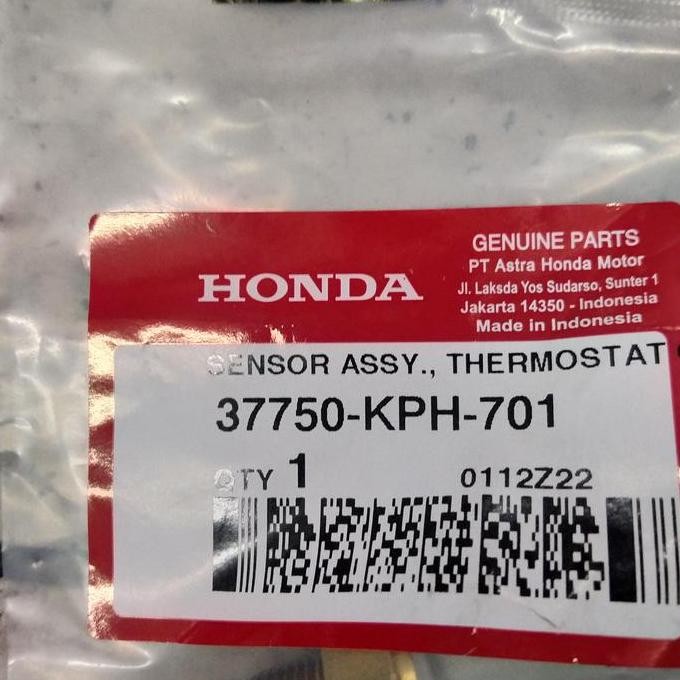 HONDA
GENUINE PARTS
PT Astra Honda Motor
Jl. Laksda Yos Sudarso, Sunter 1
Jakarta 14350 - Indonesia
Made in Indonesia
SENSOR ASSY., THERMOSTAT
37750-KPH-701
QTY 1 0112Z22